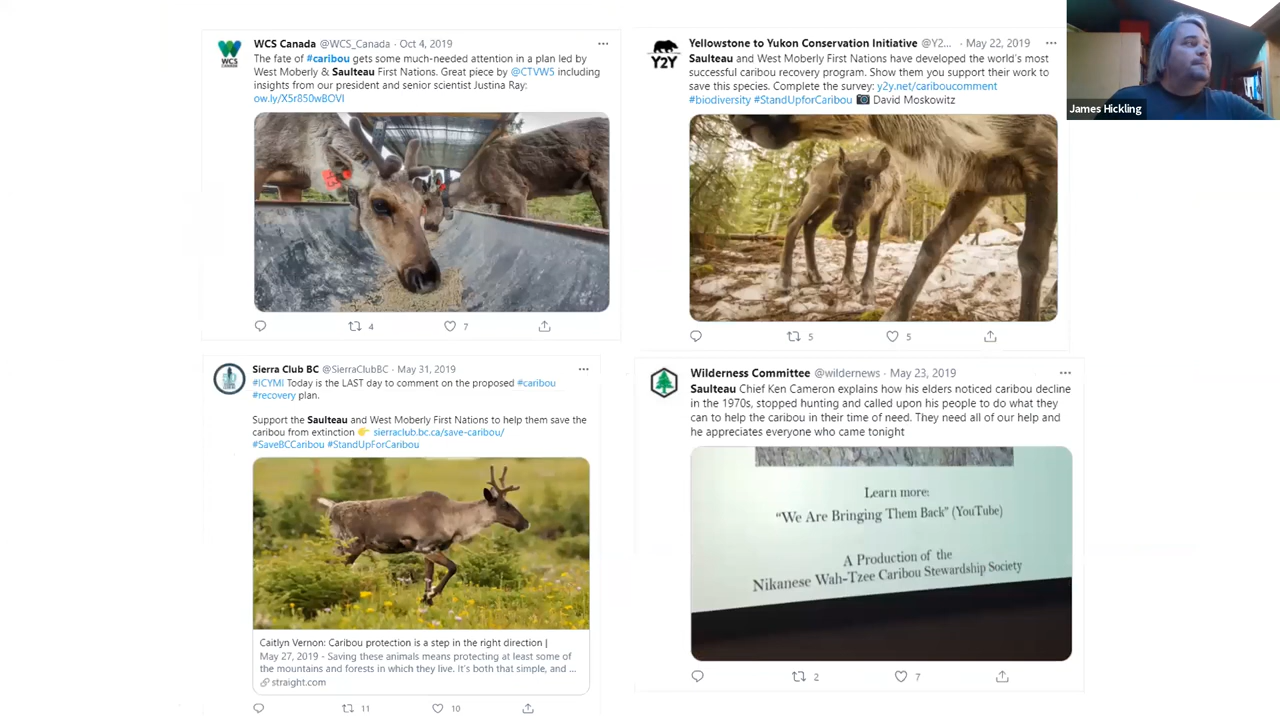 WCS Canada @WCS_Canada · Oct 4, 2019
The fate of #caribou gets some much-needed attention in a plan led by
West Moberly & Saulteau First Nations. Great piece by @CTVW5 including
insights from our president and senior scientist Justina Ray:
ow.ly/X5r850wBOVI
WCS
CANADA
4
7
Yellowstone to Yukon Conservation Initiative @Y2... · May 22, 2019
Saulteau and West Moberly First Nations have developed the world's most
successful caribou recovery program. Show them you support their work to
save this species. Complete the survey: y2y.net/cariboucomment
#biodiversity #StandUpforCaribou 📷 David Moskowitz
Y2Y
5
5
James Hickling
Sierra Club BC @SierraClubBC · May 31, 2019
#ICYMI Today is the LAST day to comment on the proposed #caribou
#recovery plan.
Support the Saulteau and West Moberly First Nations to help them save the
caribou from extinction 👉 sierraclub.bc.ca/save-caribou/
#SaveBCCaribou #StandUpForCaribou
Caitlyn Vernon: Caribou protection is a step in the right direction |
May 27, 2019 - Saving these animals means protecting at least some of
the mountains and forests in which they live. It's both that simple, and ...
straight.com
11
10
Wilderness Committee @wildernews · May 23, 2019
Saulteau Chief Ken Cameron explains how his elders noticed caribou decline
in the 1970s, stopped hunting and called upon his people to do what they
can to help the caribou in their time of need. They need all of our help and
he appreciates everyone who came tonight
Learn more:
"We Are Bringing Them Back" (YouTube)
A Production of the
Nikanese Wah-Tzee Caribou Stewardship Society
2
7